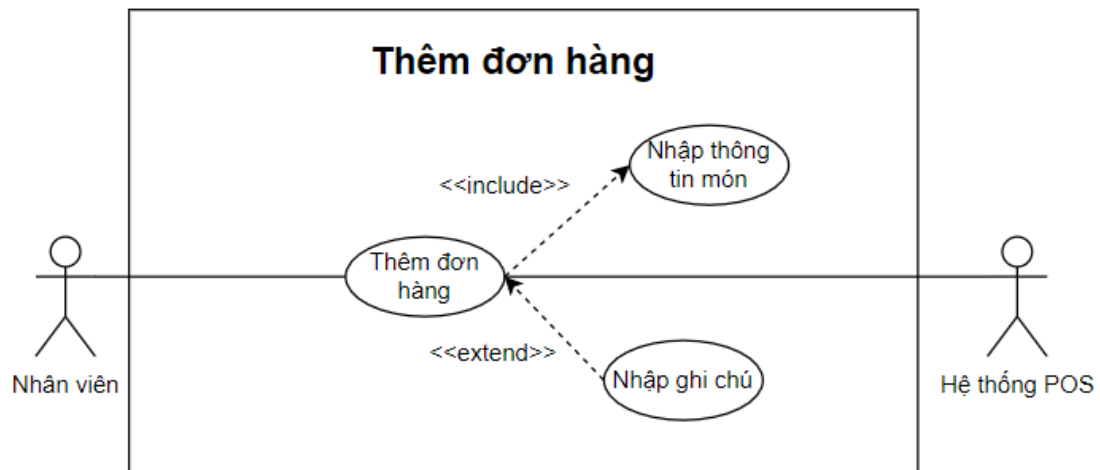 Thêm đơn hàng
Nhập thông
tin món
<<include>>
Thêm đơn
hàng
<<extend>>
Nhập ghi chú
Nhân viên
Hệ thống POS